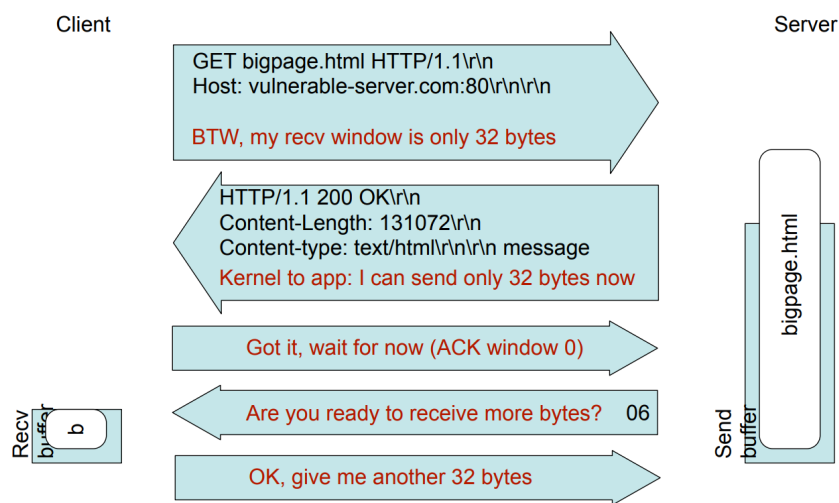 Client
Server
GET bigpage.html HTTP/1.1\r\n
Host: vulnerable-server.com:80\r\n\r\n
BTW, my recv window is only 32 bytes
HTTP/1.1 200 OK\r\n
Content-Length: 131072\r\n
Content-type: text/html\r\n\r\n message
Kernel to app: I can send only 32 bytes now
bigpage.html
Got it, wait for now (ACK window 0)
Are you ready to receive more bytes? 06
Recv
buffer
b
Send
buffer
OK, give me another 32 bytes